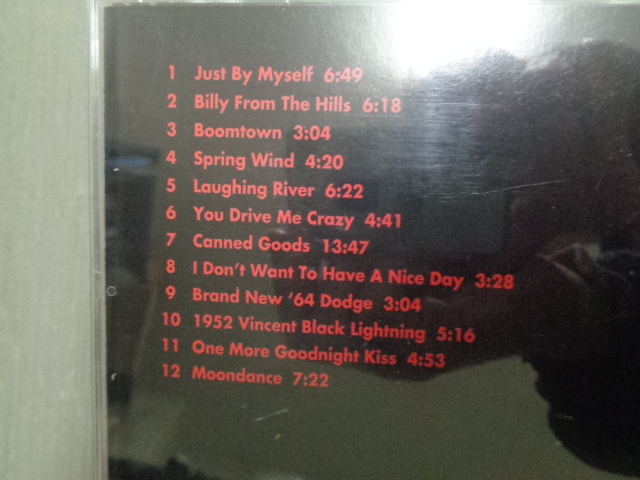 1 Just By Myself 6:49
2 Billy From The Hills 6:18
3 Boomtown 3:04
4 Spring Wind 4:20
5 Laughing River 6:22
6 You Drive Me Crazy 4:41
7 Canned Goods 13:47
8 I Don't Want To Have A Nice Day 3:28
9 Brand New '64 Dodge 3:04
10 1952 Vincent Black Lightning 5:16
11 One More Goodnight Kiss 4:53
12 Moondance 7:22